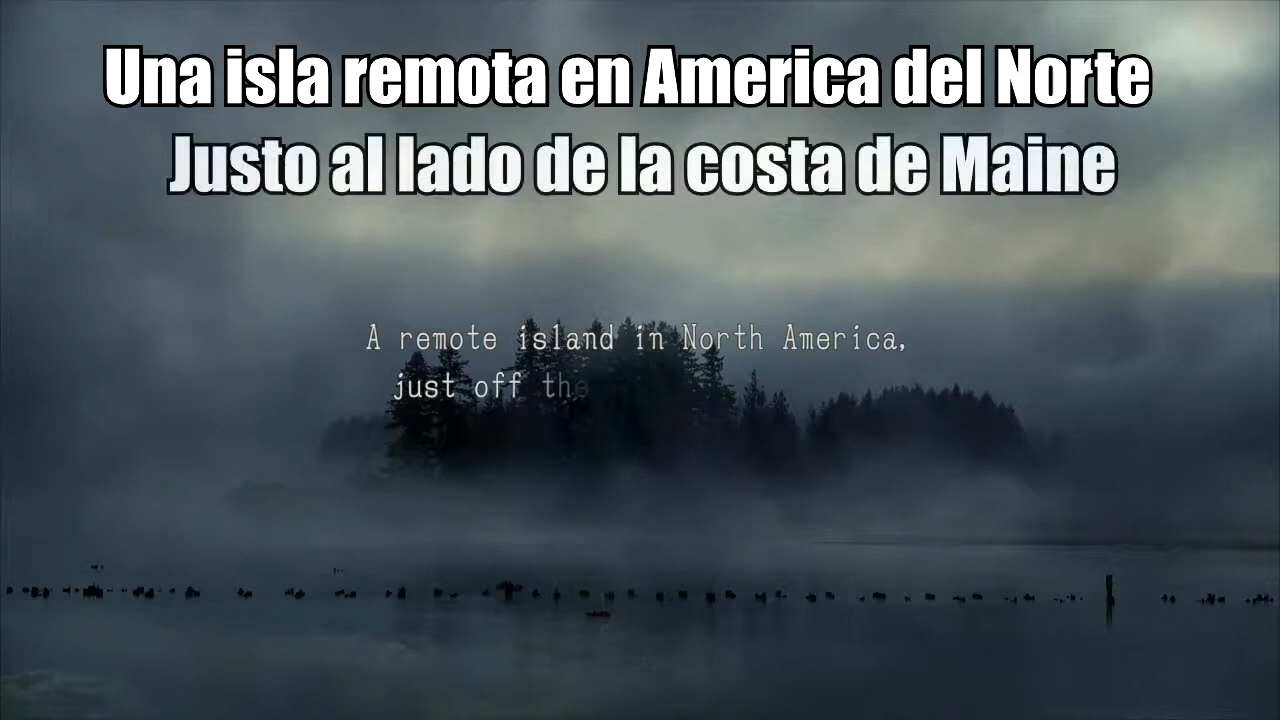 Una isla remota en America del Norte
Justo al lado de la costa de Maine
A remote island in North America,
just off the